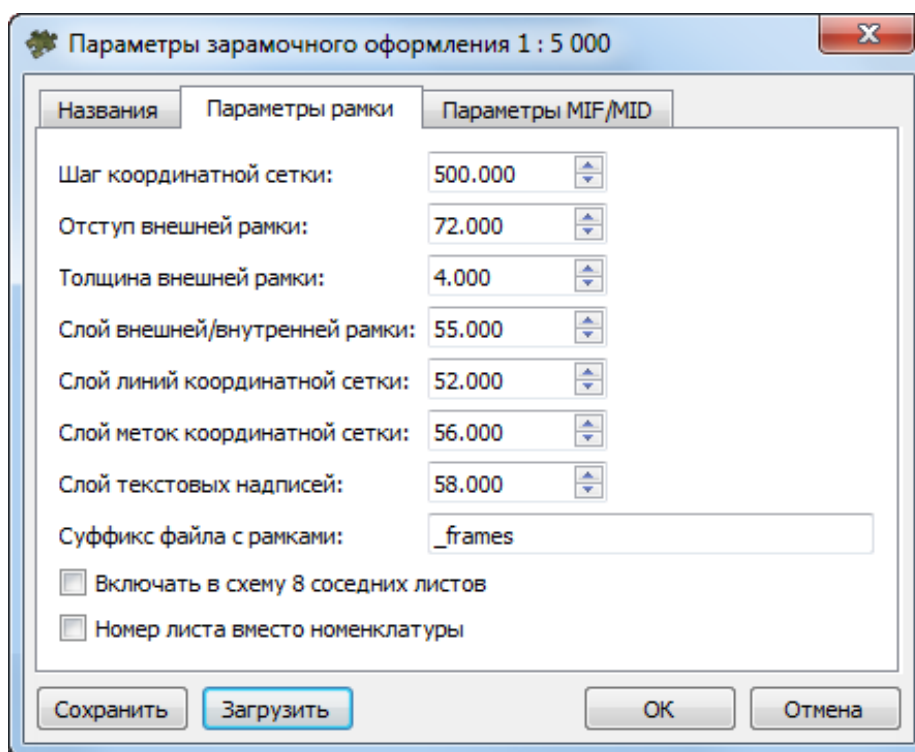 Параметры зарамочного оформления 1 : 5 000
Названия Параметры рамки Параметры MIF/MID
Шаг координатной сетки: 500.000
Отступ внешней рамки: 72.000
Толщина внешней рамки: 4.000
Слой внешней/внутренней рамки: 55.000
Слой линий координатной сетки: 52.000
Слой меток координатной сетки: 56.000
Слой текстовых надписей: 58.000
Суффикс файла с рамками: _frames
Включать в схему 8 соседних листов
Номер листа вместо номенклатуры
Сохранить Загрузить ОК Отмена